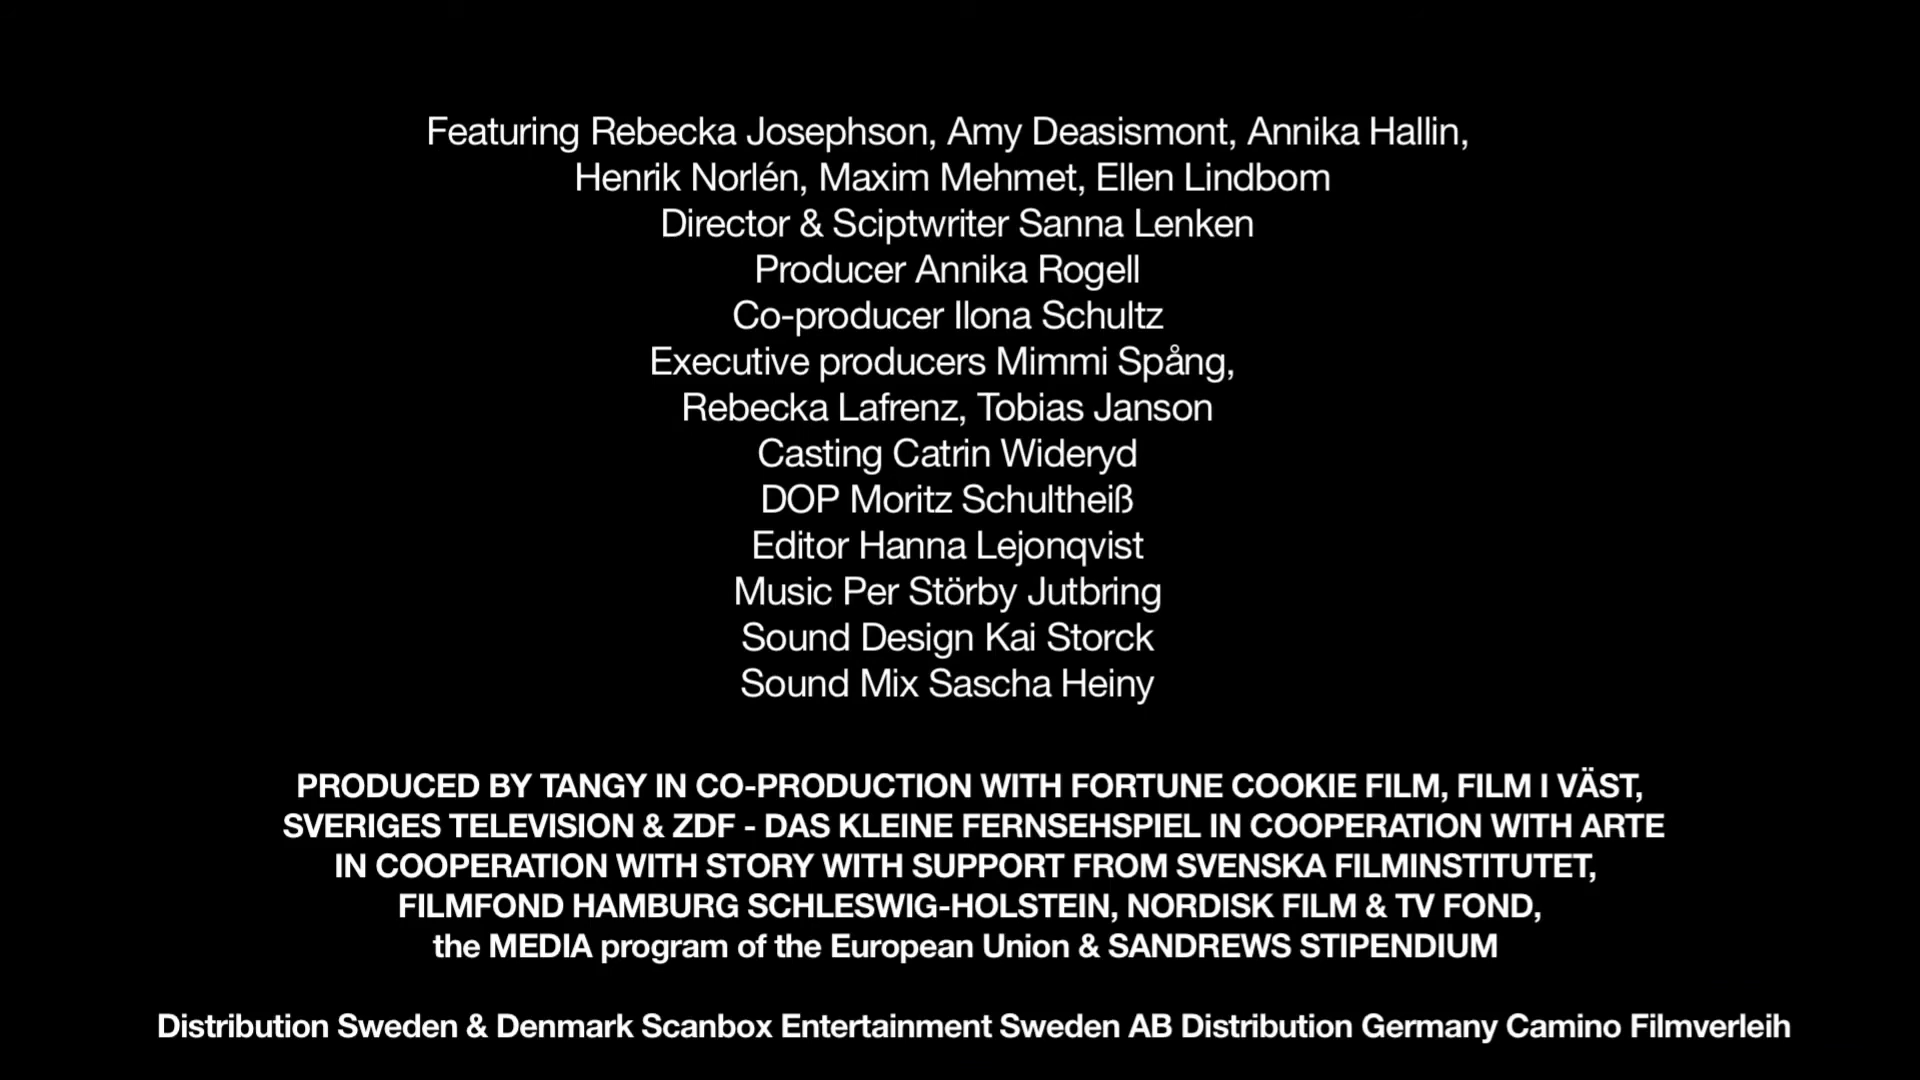 Featuring Rebecka Josephson, Amy Deasismont, Annika Hallin,
Henrik Norlén, Maxim Mehmet, Ellen Lindbom
Director & Sciptwriter Sanna Lenken
Producer Annika Rogell
Co-producer Ilona Schultz
Executive producers Mimmi Spång,
Rebecka Lafrenz, Tobias Janson
Casting Catrin Wideryd
DOP Moritz Schultheiß
Editor Hanna Lejonqvist
Music Per Störby Jutbring
Sound Design Kai Storck
Sound Mix Sascha Heiny
PRODUCED BY TANGY IN CO-PRODUCTION WITH FORTUNE COOKIE FILM, FILM I VÄST,
SVERIGES TELEVISION & ZDF - DAS KLEINE FERNSEHSPIEL IN COOPERATION WITH ARTE
IN COOPERATION WITH STORY WITH SUPPORT FROM SVENSKA FILMINSTITUTET,
FILMFOND HAMBURG SCHLESWIG-HOLSTEIN, NORDISK FILM & TV FOND,
the MEDIA program of the European Union & SANDREWS STIPENDIUM
Distribution Sweden & Denmark Scanbox Entertainment Sweden AB Distribution Germany Camino Filmverleih